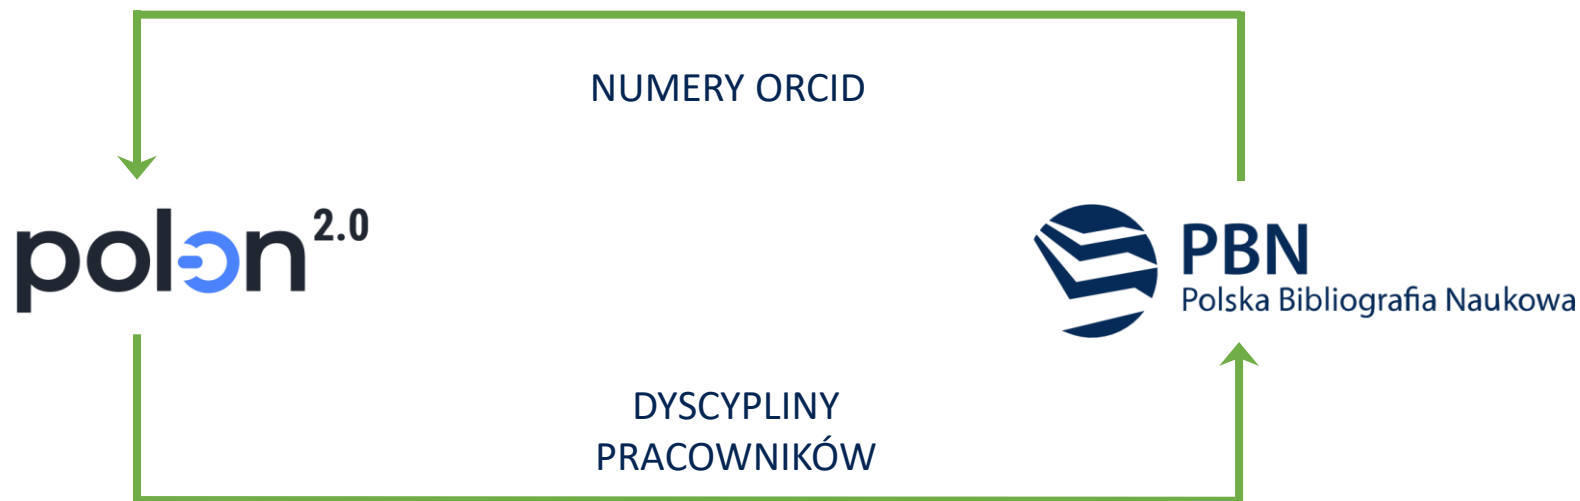 NUMERY ORCID
polon 2.0
PBN
Polska Bibliografia Naukowa
DYSCYPLINY
PRACOWNIKÓW